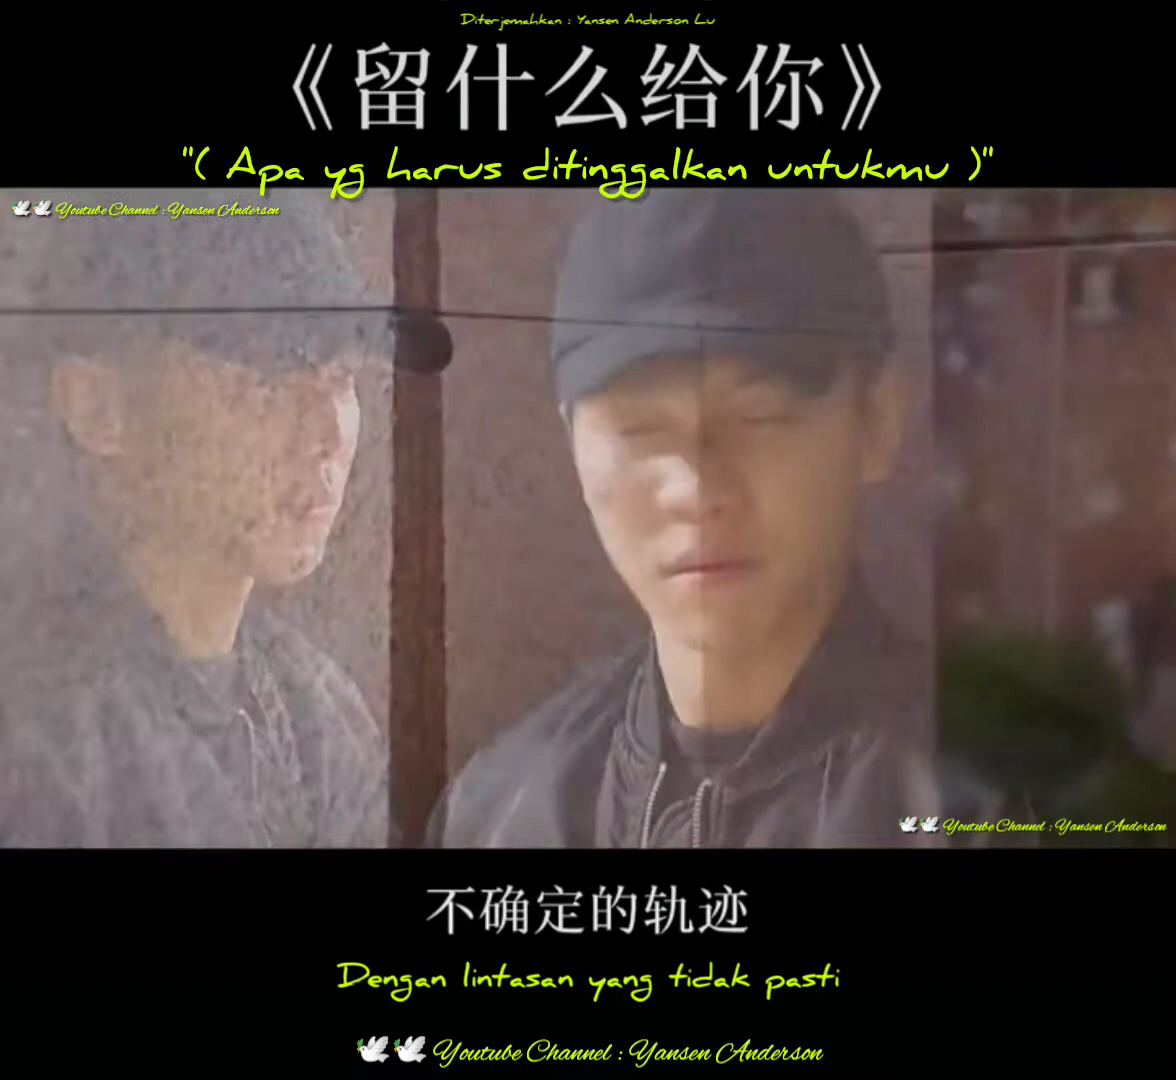 Diterjemahkan : Yansen Anderson Lu
《留什么给你》
"( Apa yg harus ditinggalkan untukmu )"
🕊️🕊️ Youtube Channel : Yansen Anderson
🕊️🕊️ Youtube Channel : Yansen Anderson
不确定的轨迹
Dengan lintasan yang tidak pasti
🕊️🕊️ Youtube Channel : Yansen Anderson